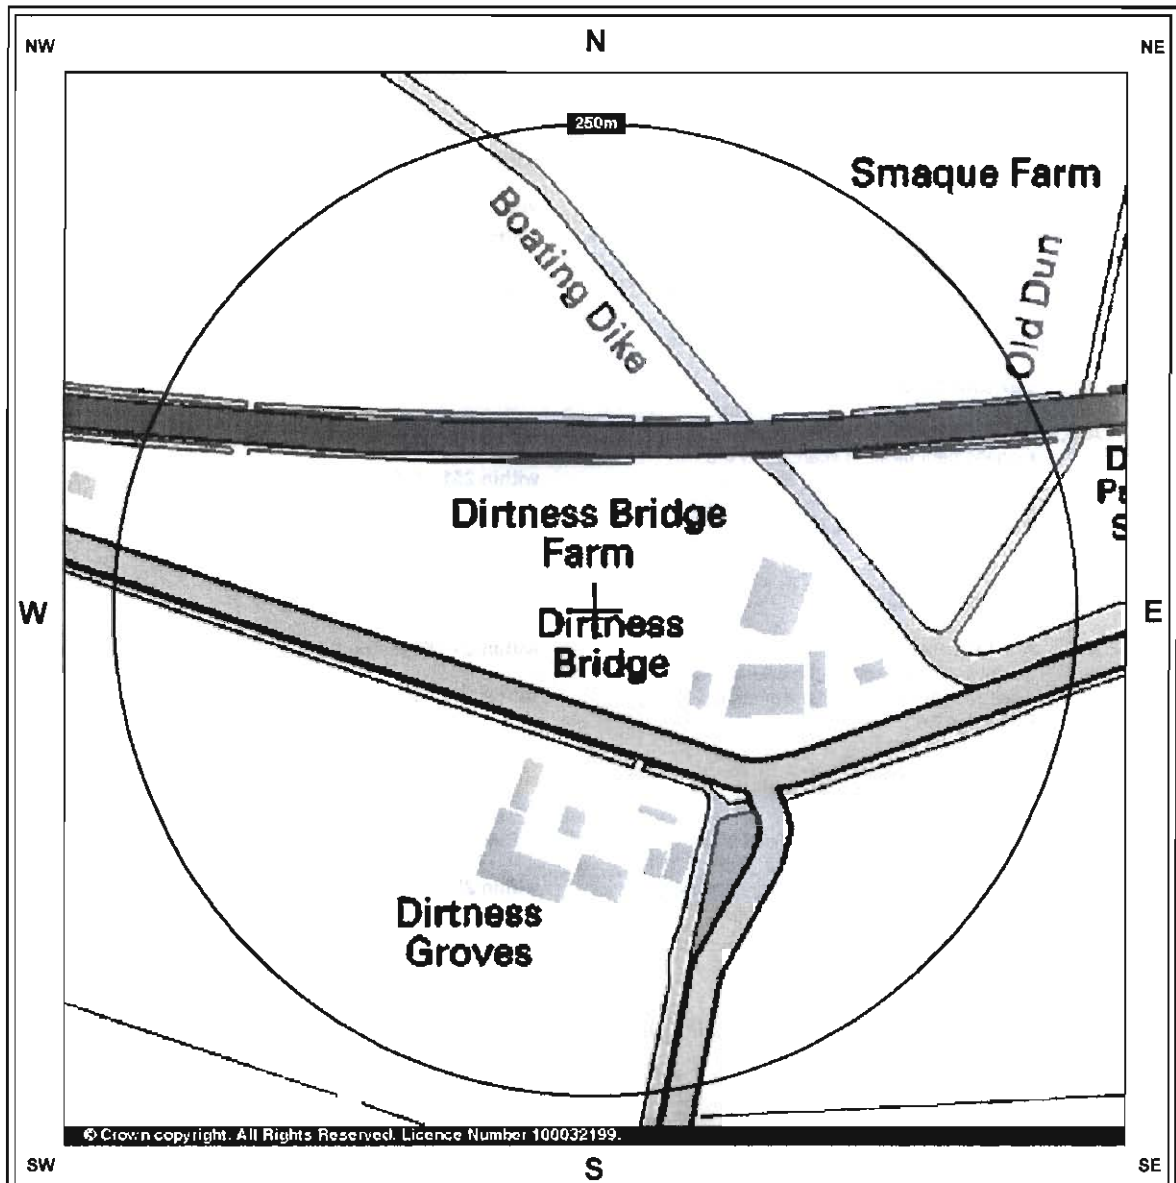 NW
N
NE
250m
Smaque Farm
Boating Dike
Old Dun
Dirtness Bridge
Farm
W
Dirtness
Bridge
E
Dirtness
Groves
© Crown copyright. All Rights Reserved. Licence Number 100032199.
SW
S
SE